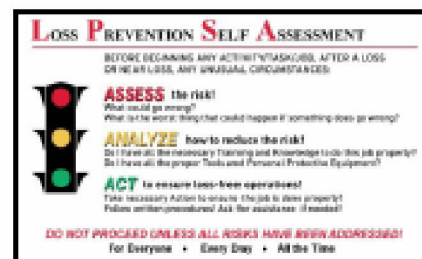 LOSS PREVENTION SELF ASSESSMENT
BEFORE BEGINNING ANY ACTIVITY/TASK/JOB, AFTER A LOSS
OR NEAR LOSS, ANY UNUSUAL CIRCUMSTANCES:
ASSESS the risk!
What could go wrong?
What is the worst thing that could happen if something does go wrong?
ANALYZE how to reduce the risk!
Do I have all the necessary Training and Knowledge to do this job properly?
Do I have all the proper Tools and Personal Protective Equipment?
ACT to ensure loss-free operations!
Take necessary Action to ensure the job is done properly!
Follow written procedures! Ask for assistance if needed!
DO NOT PROCEED UNLESS ALL RISKS HAVE BEEN ADDRESSED!
For Everyone • Every Day • All the Time